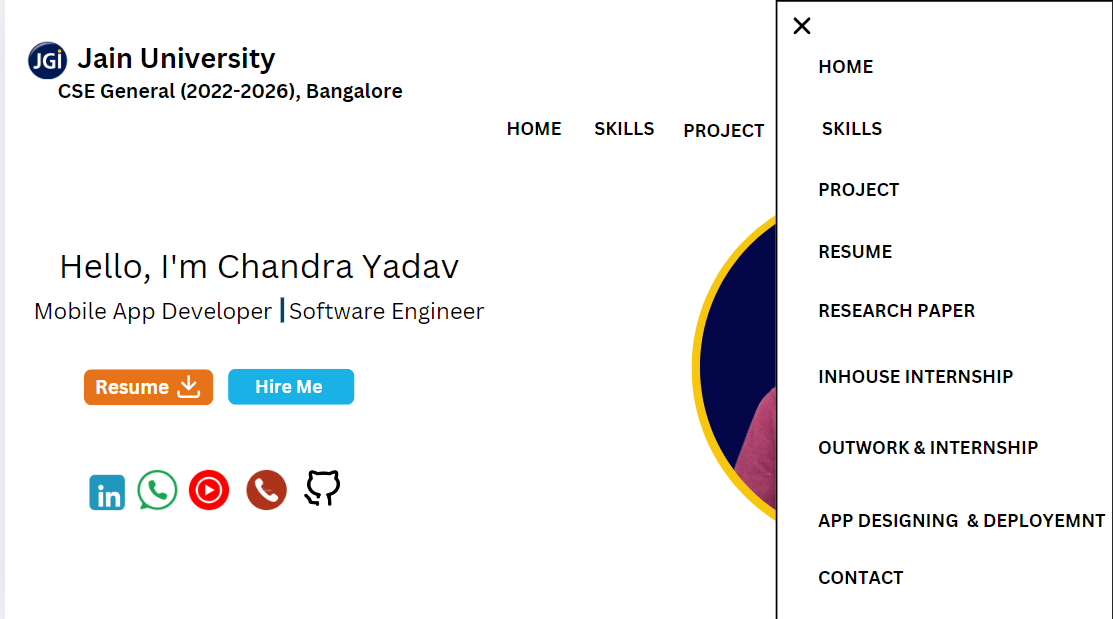 JGi
Jain University
CSE General (2022-2026), Bangalore
HOME SKILLS PROJECT
Hello, I'm Chandra Yadav
Mobile App Developer | Software Engineer
Resume Hire Me
in
HOME
SKILLS
PROJECT
RESUME
RESEARCH PAPER
INHOUSE INTERNSHIP
OUTWORK & INTERNSHIP
APP DESIGNING & DEPLOYEMNT
CONTACT